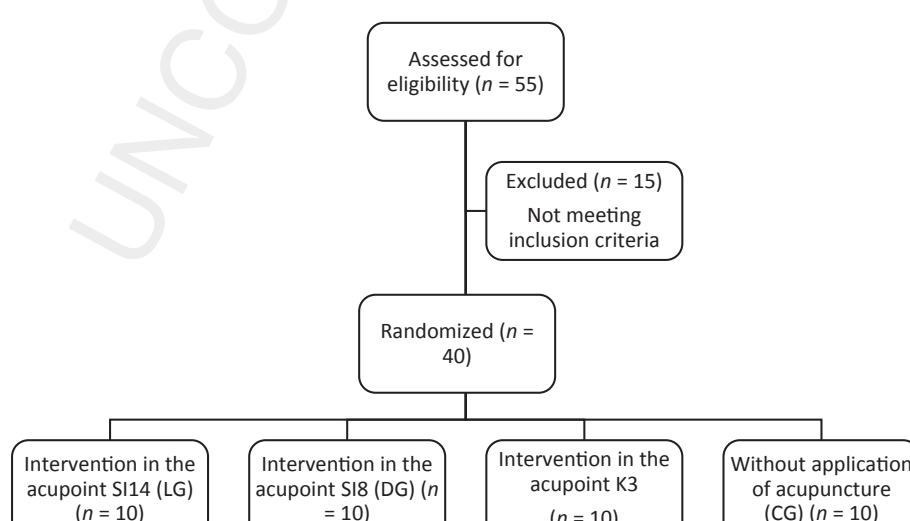 UNCO
Assessed for
eligibility (n = 55)
Excluded (n = 15)
Not meeting
inclusion criteria
Randomized (n =
40)
Intervention in the
acupoint SI14 (LG)
(n = 10)
Intervention in the
acupoint SI8 (DG) (n
= 10)
Intervention in the
acupoint K3
(n = 10)
Without application
of acupuncture
(CG) (n = 10)